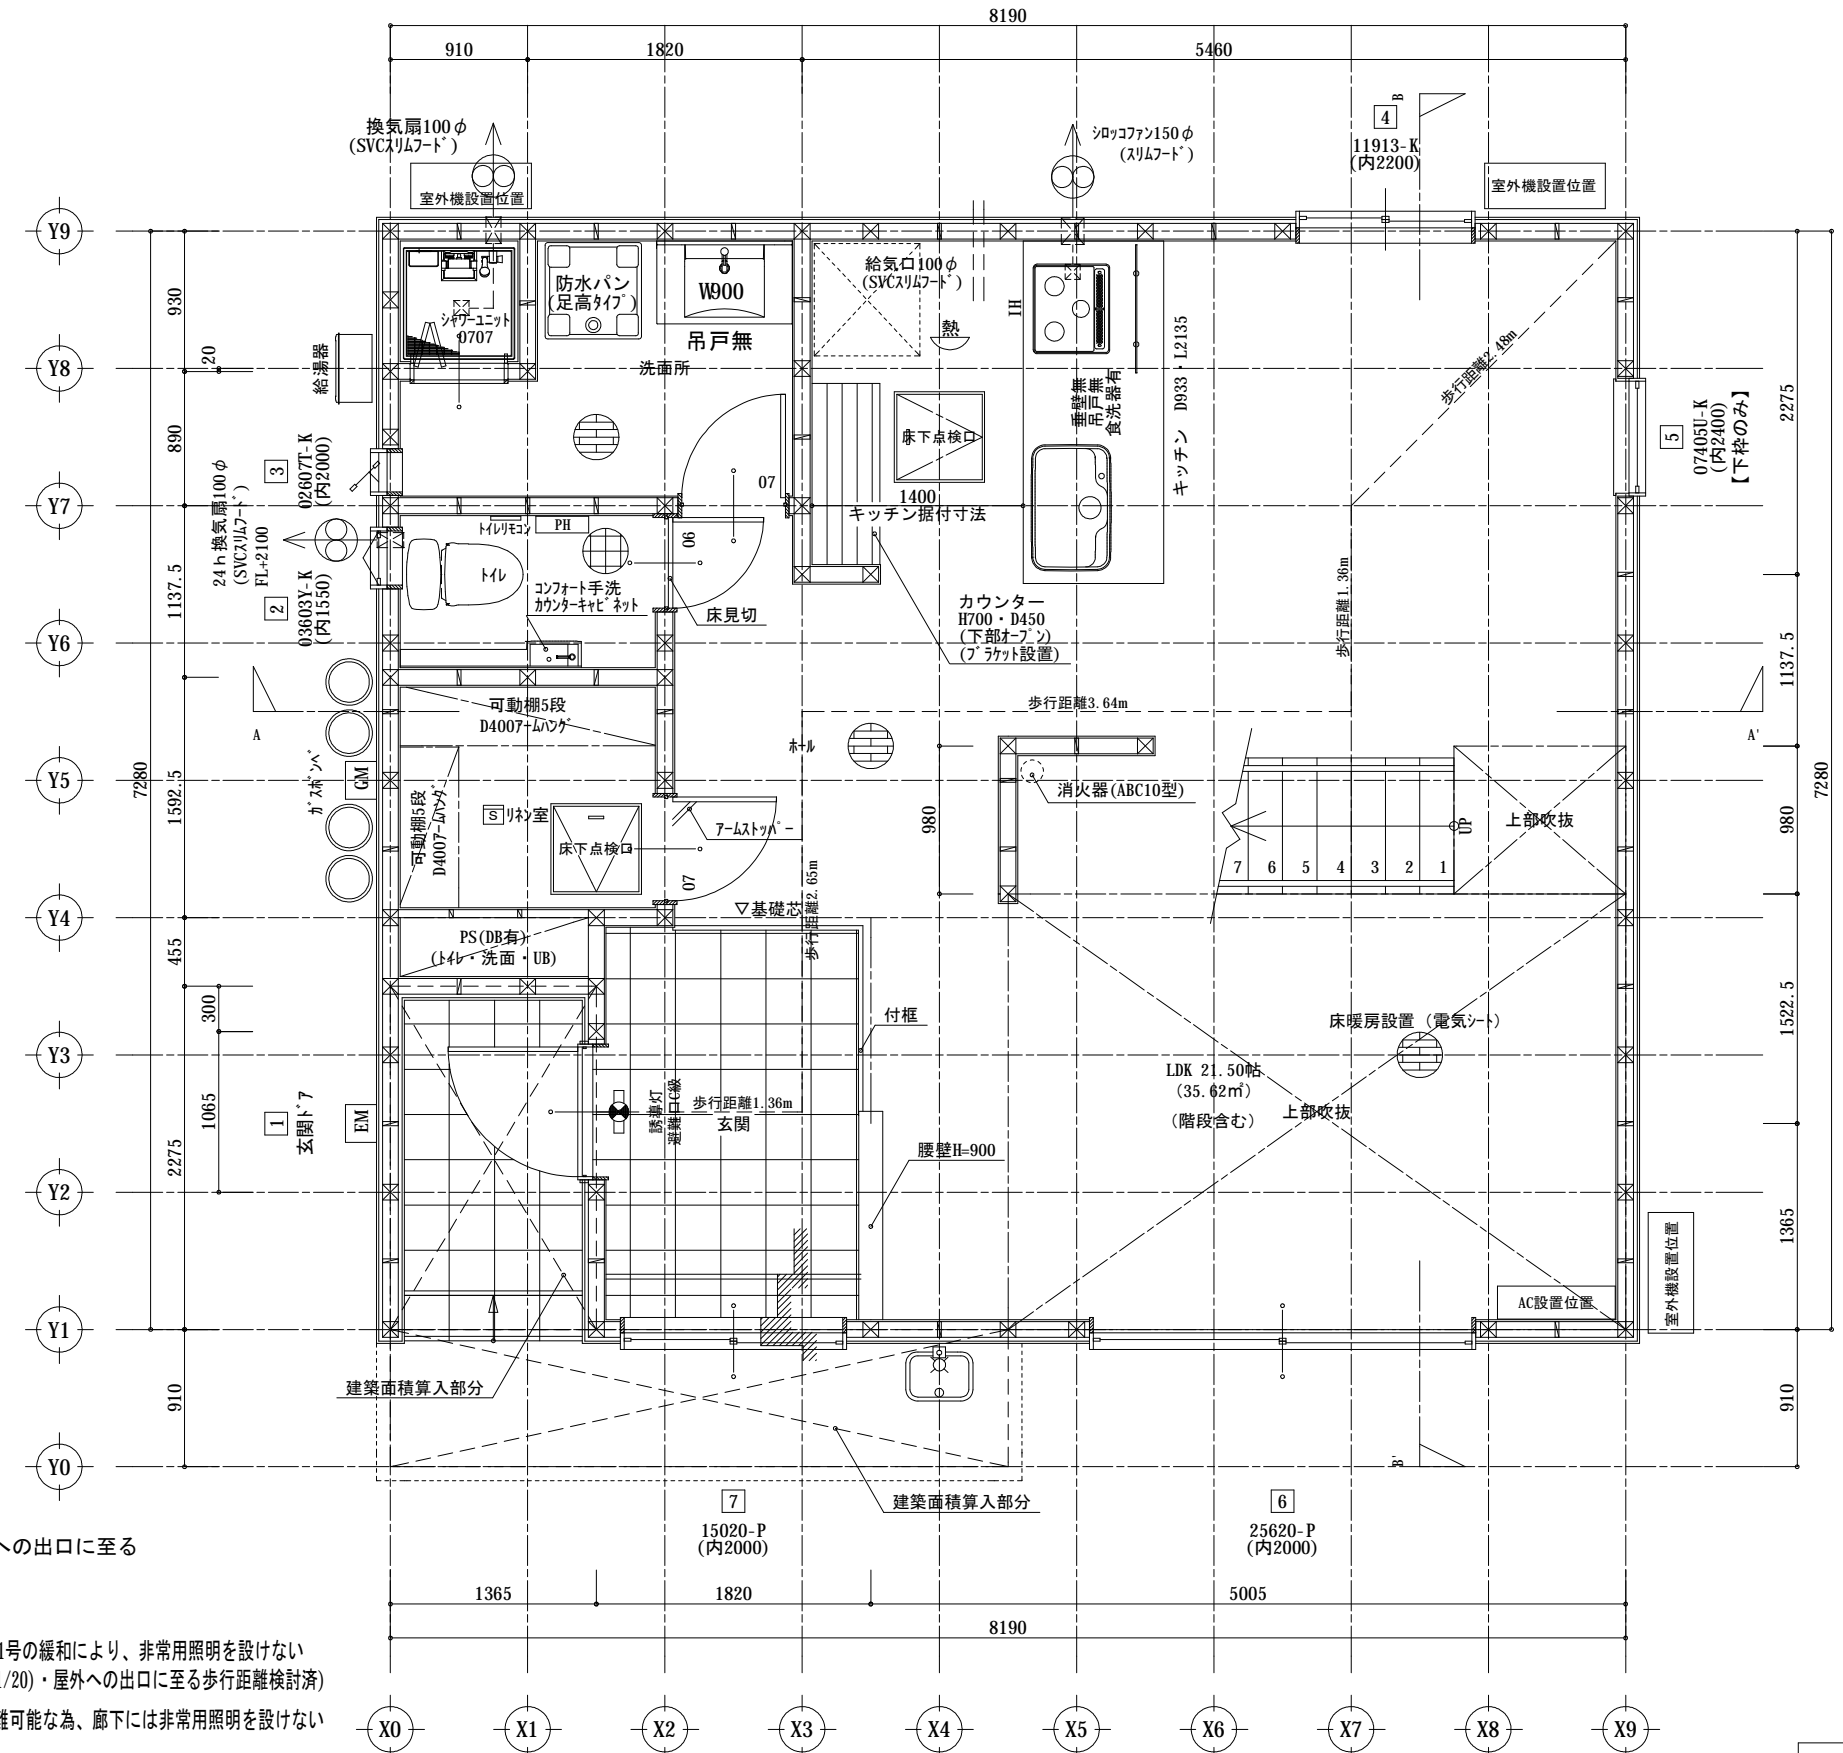 8190
910
1820
5460
換気扇100φ
(SVCスリムフード)
室外機設置位置
シロッコファン150φ
(スリムフード)
4
11913-K
(内2200)
B
室外機設置位置
Y9
Y8
Y7
Y6
Y5
Y4
Y3
Y2
Y1
Y0
7280
930
20
890
1137.5
1592.5
455
300
1065
2275
910
給湯器
3
02607T-K
(内2000)
24h換気扇100φ
(SVCスリムフード)
FL+2100
2
03603Y-K
(内1550)
A
ガスボンベ
GM
1
玄関ドア
EM
シャワーユニット
0707
防水パン
(足高タイプ)
W900
吊戸無
洗面所
07
給気口100φ
(SVCスリムフード)
熱
IH
垂壁無
吊戸無
食洗器有
キッチン D933・L2135
床下点検口
1400
キッチン据付寸法
歩行距離2.48m
5
07405U-K
(内2400)
【下枠のみ】
トイレリモコン
PH
トイレ
コンフォート手洗
カウンターキャビネット
06
床見切
カウンター
H700・D450
(下部オープン)
(ブラケット設置)
歩行距離1.36m
歩行距離3.64m
可動棚5段
D400アームハング
可動棚5段
D400アームハング
ホール
S
リネン室
床下点検口
アームストッパー
07
消火器(ABC10型)
980
7
6
5
4
3
2
1
UP
上部吹抜
A'
2275
1137.5
980
7280
1522.5
1365
910
▽基礎芯
歩行距離2.65m
PS(DB有)
(トイレ・洗面・UB)
付框
床暖房設置(電気シート)
LDK 21.50帖
(35.62㎡)
(階段含む)
上部吹抜
誘導灯
避難口C級
歩行距離1.36m
玄関
腰壁H=900
AC設置位置
室外機設置位置
建築面積算入部分
B'
建築面積算入部分
7
15020-P
(内2000)
6
25620-P
(内2000)
への出口に至る
1365
1820
5005
8190
1号の緩和により、非常用照明を設けない
1/20)・屋外への出口に至る歩行距離検討済)
難可能な為、廊下には非常用照明を設けない
X0
X1
X2
X3
X4
X5
X6
X7
X8
X9